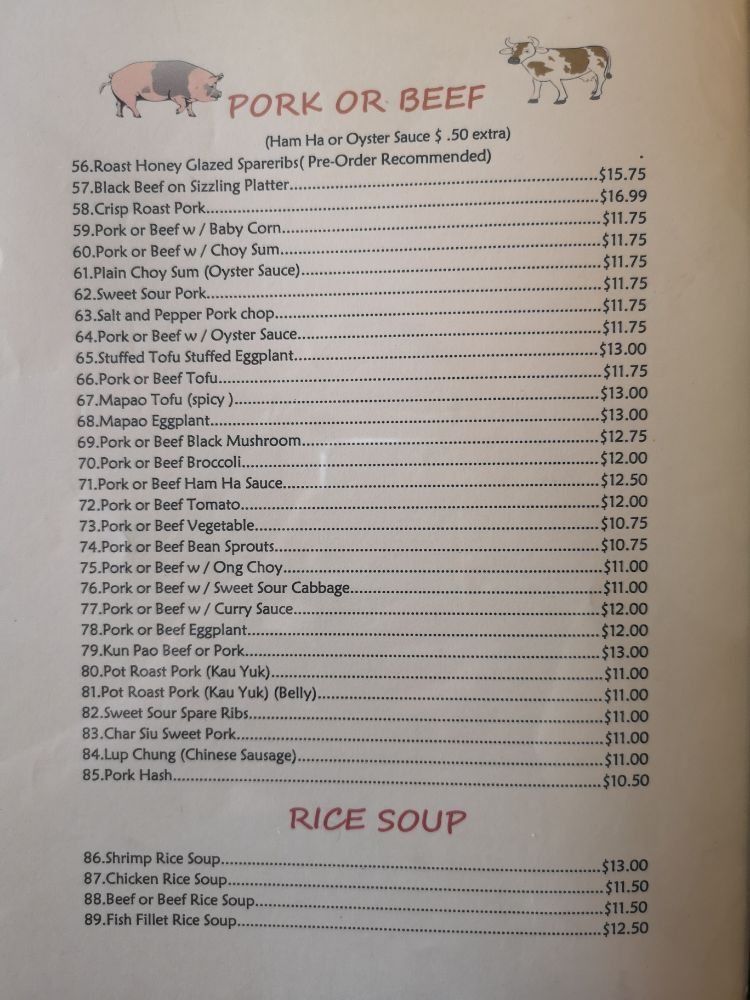 PORK OR BEEF
(Ham Ha or Oyster Sauce $ .50 extra)
56.Roast Honey Glazed Spareribs( Pre-Order Recommended)
57.Black Beef on Sizzling Platter...$15.75
58.Crisp Roast Pork...$16.99
59.Pork or Beef w / Baby Corn...$11.75
60.Pork or Beef w / Choy Sum...$11.75
61.Plain Choy Sum (Oyster Sauce)...$11.75
62.Sweet Sour Pork...$11.75
63.Salt and Pepper Pork chop...$11.75
64.Pork or Beef w / Oyster Sauce...$11.75
65.Stuffed Tofu Stuffed Eggplant...$13.00
66.Pork or Beef Tofu...$11.75
67.Mapao Tofu (spicy )...$13.00
68.Mapao Eggplant...$13.00
69.Pork or Beef Black Mushroom...$12.75
70.Pork or Beef Broccoli...$12.00
71.Pork or Beef Ham Ha Sauce...$12.50
72.Pork or Beef Tomato...$12.00
73.Pork or Beef Vegetable...$10.75
74.Pork or Beef Bean Sprouts...$10.75
75.Pork or Beef w / Ong Choy...$11.00
76.Pork or Beef w / Sweet Sour Cabbage...$11.00
77.Pork or Beef w / Curry Sauce...$12.00
78.Pork or Beef Eggplant...$12.00
79.Kun Pao Beef or Pork...$13.00
80.Pot Roast Pork (Kau Yuk)...$11.00
81.Pot Roast Pork (Kau Yuk) (Belly)...$11.00
82.Sweet Sour Spare Ribs...$11.00
83.Char Siu Sweet Pork...$11.00
84.Lup Chung (Chinese Sausage)...$11.00
85.Pork Hash...$10.50
RICE SOUP
86.Shrimp Rice Soup...$13.00
87.Chicken Rice Soup...$11.50
88.Beef or Beef Rice Soup...$11.50
89.Fish Fillet Rice Soup...$12.50